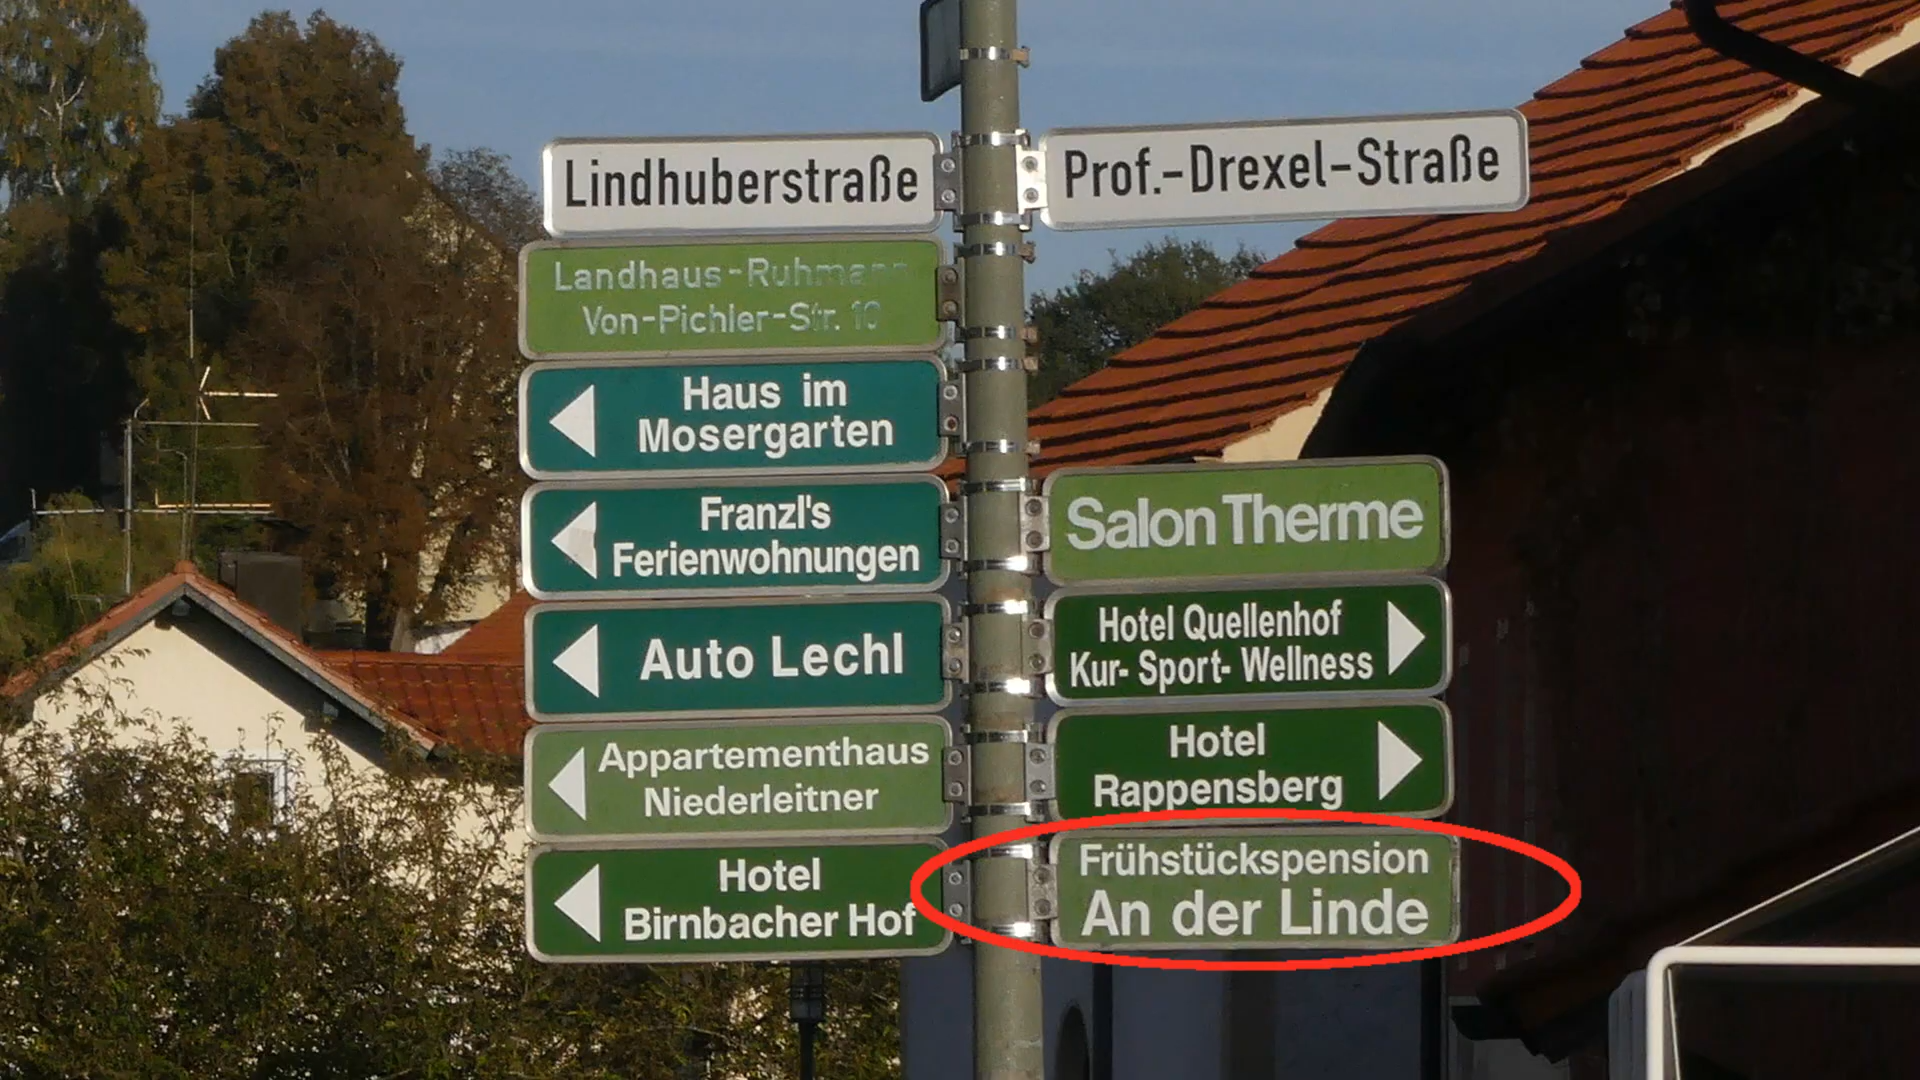 Lindhuberstraße
Landhaus-Ruhmann
Von-Pichler-Str. 10
Haus im
Mosergarten
Franzl's
Ferienwohnungen
Auto Lechl
Appartementhaus
Niederleitner
Hotel
Birnbacher Hof
Prof.-Drexel-Straße
Salon Therme
Hotel Quellenhof
Kur- Sport- Wellness
Hotel
Rappensberg
Frühstückspension
An der Linde